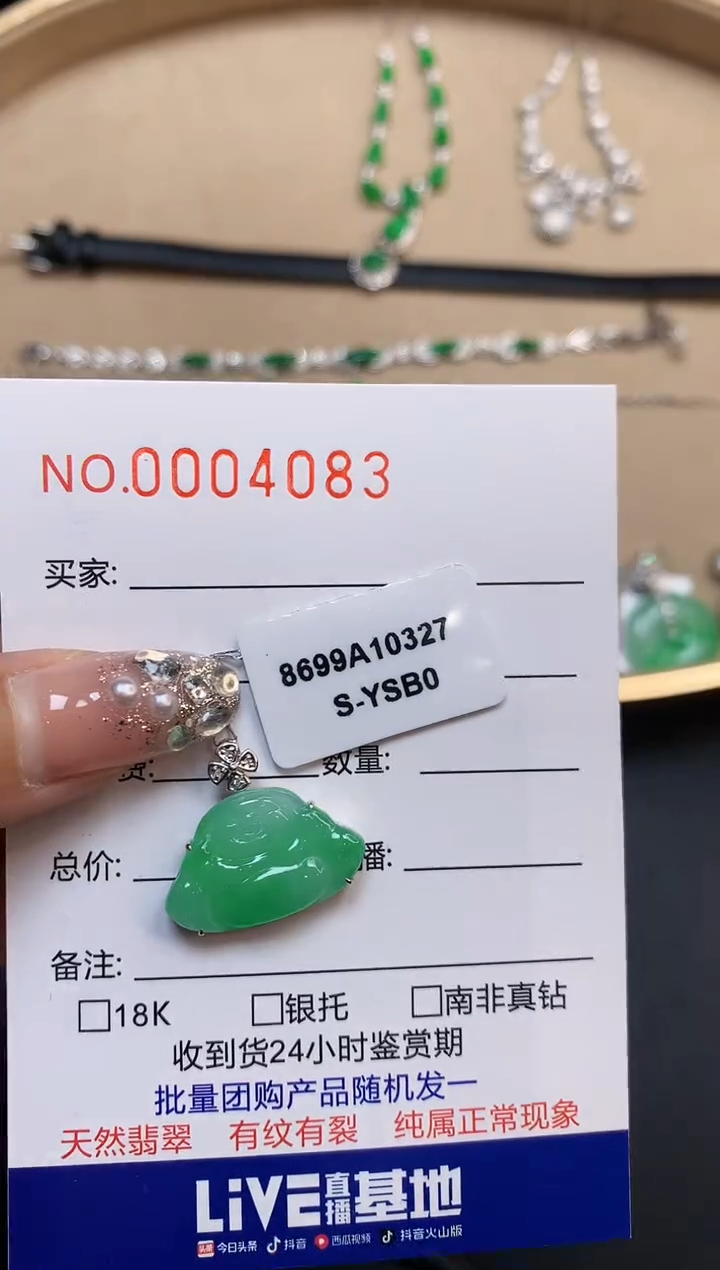 NO.0004083
买家:
8699A10327
S-YSB0
数量:
总价:
播:
备注:
□18K □银托 □南非真钻
收到货24小时鉴赏期
批量团购产品随机发一
天然翡翠 有纹有裂 纯属正常现象
LiVE直播基地
头条 今日头条 抖音 西瓜视频 抖音火山版